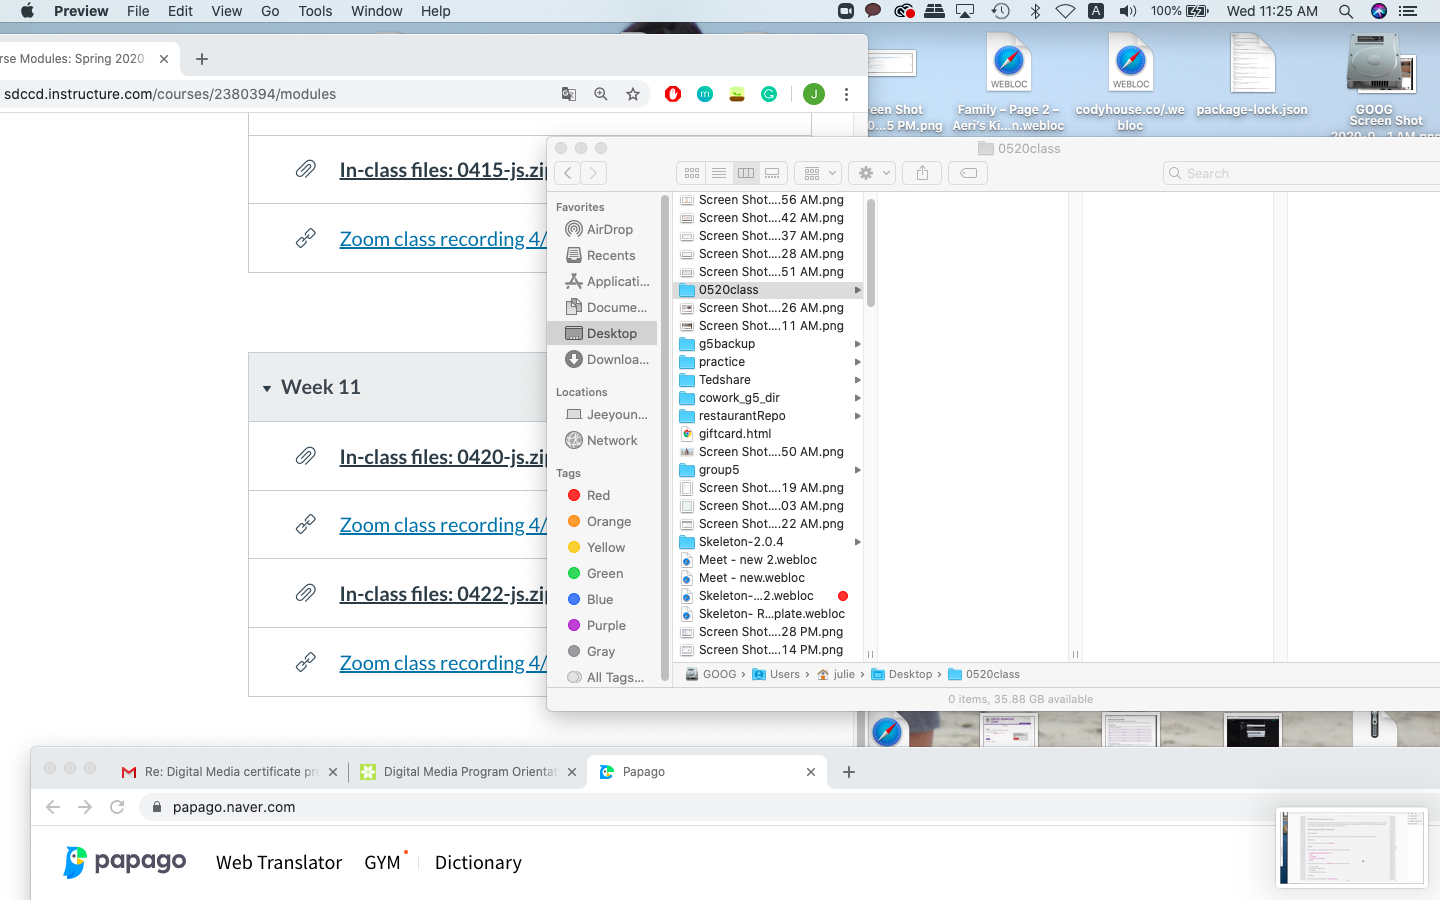 Preview File Edit View Go Tools Window Help
A 100% Wed 11:25 AM
rse Modules: Spring 2020
sdccd.instructure.com/courses/2380394/modules
J
In-class files: 0415-js.zip
Zoom class recording 4/
Week 11
In-class files: 0420-js.zip
Zoom class recording 4/
In-class files: 0422-js.zip
Zoom class recording 4/
reen Shot
0...5 PM.png
WEBLOC
Family – Page 2 –
Aeri's Ki...n.webloc
WEBLOC
codyhouse.co/.we
bloc
package-lock.json
GOOG
Screen Shot
2020-0...1 AM.png
0520class
Search
Favorites
AirDrop
Recents
Applicati...
Docume...
Desktop
Downloa...
Locations
Jeeyoun...
Network
Tags
Red
Orange
Yellow
Green
Blue
Purple
Gray
All Tags...
Screen Shot....56 AM.png
Screen Shot....42 AM.png
Screen Shot....37 AM.png
Screen Shot....28 AM.png
Screen Shot....51 AM.png
0520class
Screen Shot....26 AM.png
Screen Shot....11 AM.png
g5backup
practice
Tedshare
cowork_g5_dir
restaurantRepo
giftcard.html
Screen Shot....50 AM.png
group5
Screen Shot....19 AM.png
Screen Shot....03 AM.png
Screen Shot....22 AM.png
Skeleton-2.0.4
Meet - new 2.webloc
Meet - new.webloc
Skeleton-...2.webloc
Skeleton- R...plate.webloc
Screen Shot....28 PM.png
Screen Shot....14 PM.png
GOOG › Users › julie › Desktop › 0520class
0 items, 35.88 GB available
Re: Digital Media certificate pr
Digital Media Program Orientat
Papago
papago.naver.com
papago Web Translator GYM Dictionary